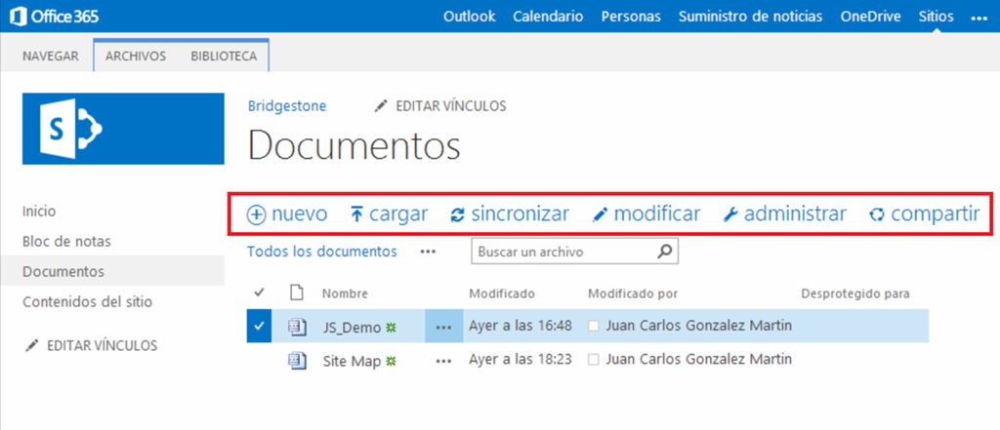 Office 365
Outlook Calendario Personas Suministro de noticias OneDrive Sitios ...
NAVEGAR ARCHIVOS BIBLIOTECA
S
Bridgestone EDITAR VÍNCULOS
Documentos
nuevo cargar sincronizar modificar administrar compartir
Inicio
Bloc de notas
Documentos
Contenidos del sitio
EDITAR VÍNCULOS
Todos los documentos ... Buscar un archivo
Nombre Modificado Modificado por Desprotegido para
JS_Demo ... Ayer a las 16:48 Juan Carlos Gonzalez Martin
Site Map ... Ayer a las 18:23 Juan Carlos Gonzalez Martin